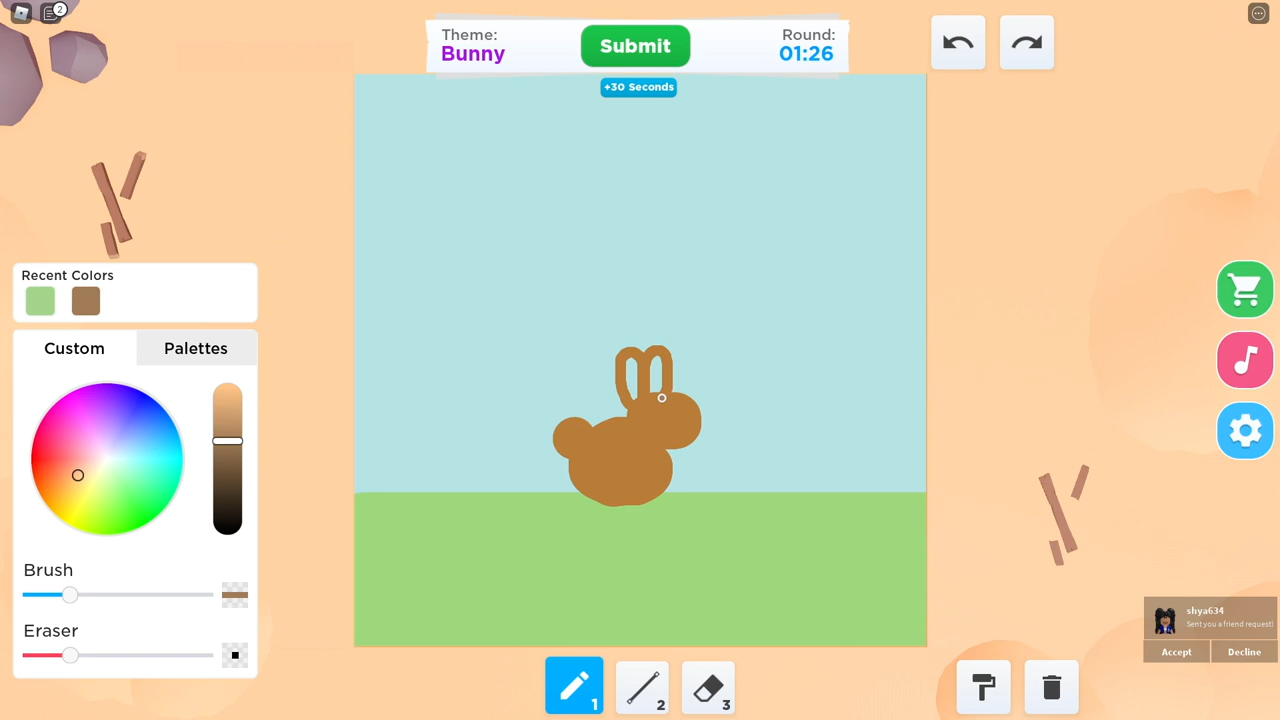 2
Theme:
Bunny
Submit
Round:
01:26
+30 Seconds
Recent Colors
Custom
Palettes
Brush
Eraser
1
2
3
shya634
Sent you a friend request!
Accept
Decline